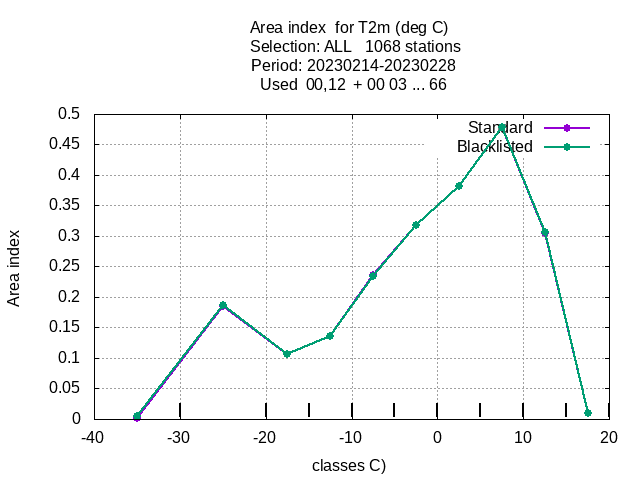 Area index  for T2m (deg C)
Selection: ALL   1068 stations
Period: 20230214-20230228
Used  00,12  + 00 03 ... 66
Standard
Blacklisted
Area index
0.5
0.45
0.4
0.35
0.3
0.25
0.2
0.15
0.1
0.05
0
-40 -30 -20 -10 0 10 20
classes C)